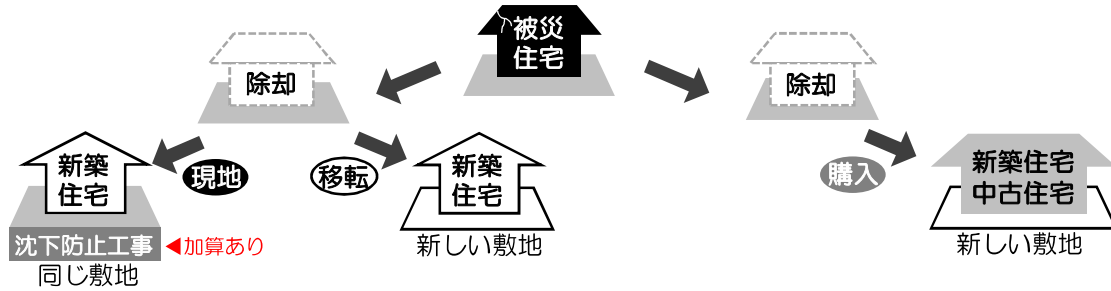 被災
住宅
除却
除却
現地
移転
購入
新築
住宅
新築
住宅
新築住宅
中古住宅
沈下防止工事
◀加算あり
同じ敷地
新しい敷地
新しい敷地